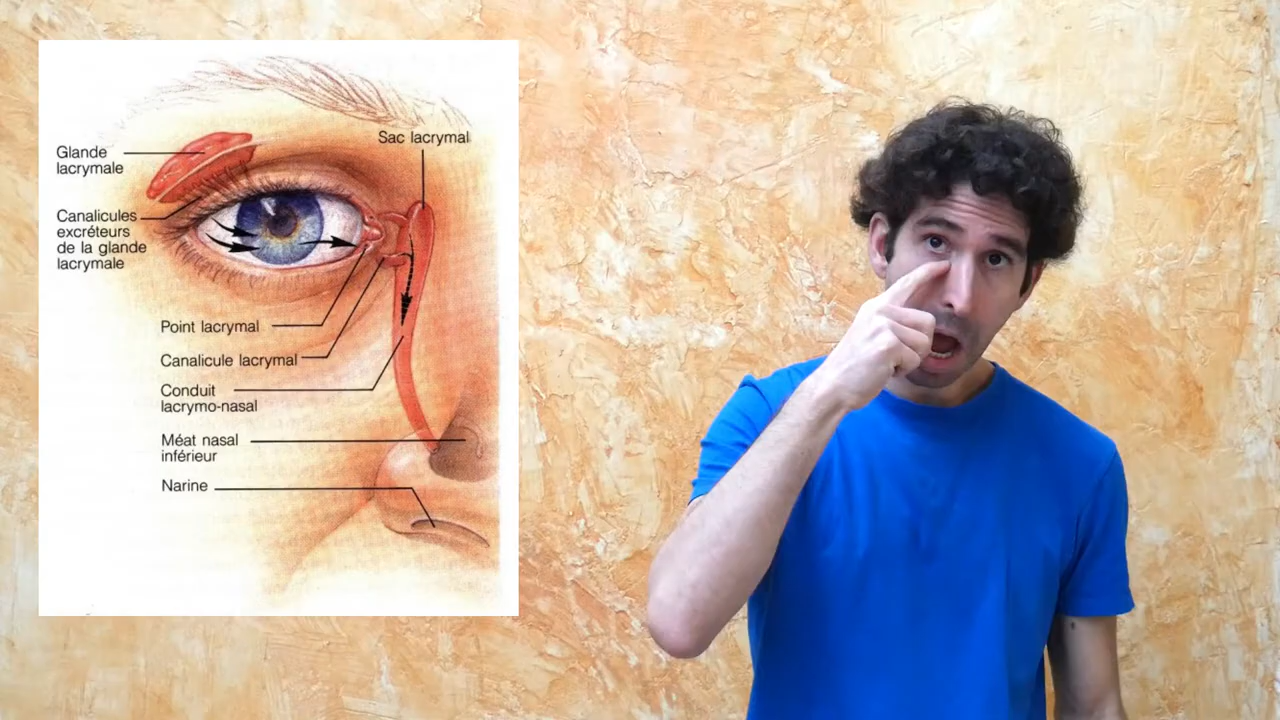 Sac lacrymal
Glande
lacrymale
Canalicules
excréteurs
de la glande
lacrymale
Point lacrymal
Canalicule lacrymal
Conduit
lacrymo-nasal
Méat nasal
inférieur
Narine